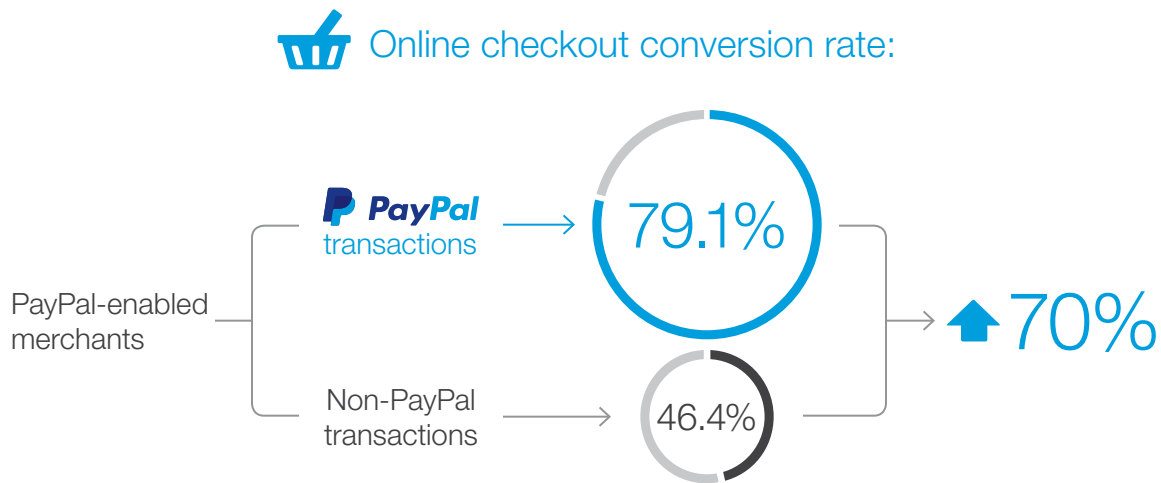 Online checkout conversion rate:
PayPal
transactions
79.1%
PayPal-enabled
merchants
70%
Non-PayPal
transactions
46.4%